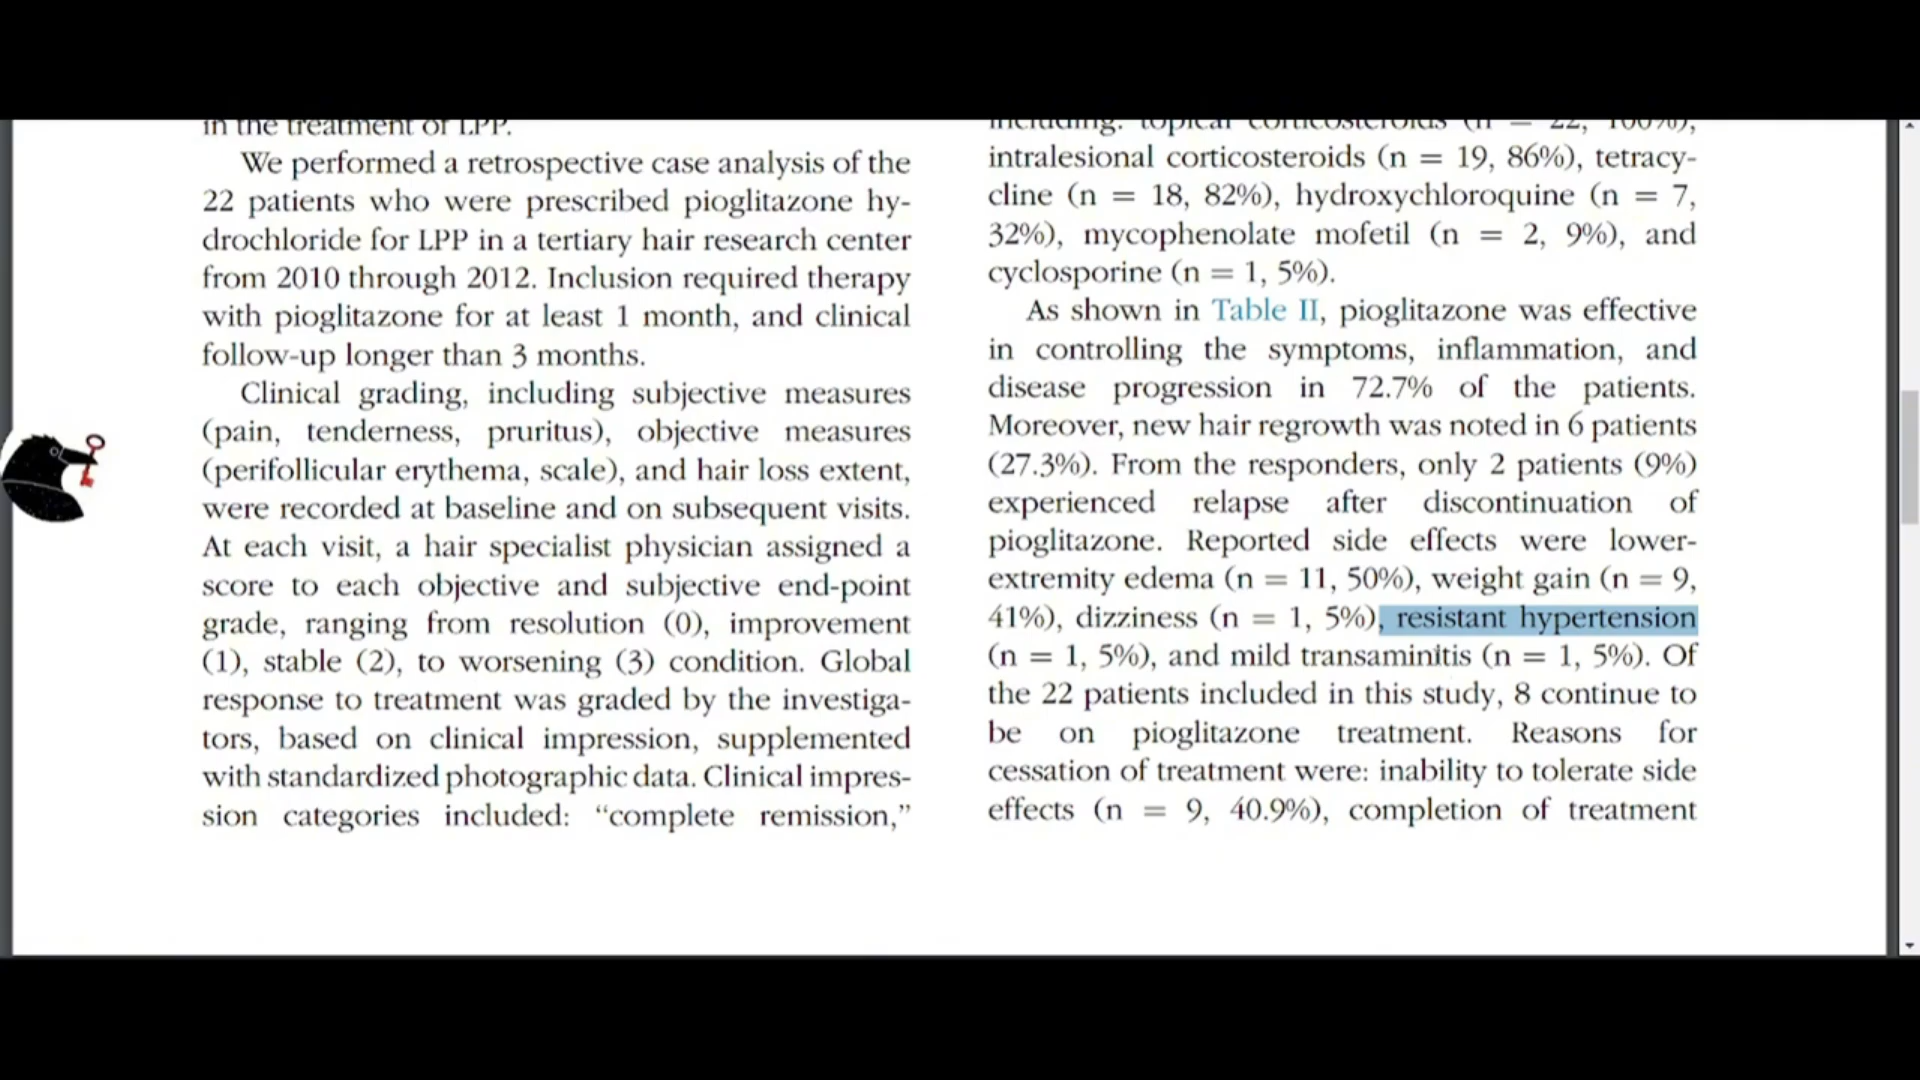 in the treatment of LPP.
We performed a retrospective case analysis of the
22 patients who were prescribed pioglitazone hy-
drochloride for LPP in a tertiary hair research center
from 2010 through 2012. Inclusion required therapy
with pioglitazone for at least 1 month, and clinical
follow-up longer than 3 months.
Clinical grading, including subjective measures
(pain, tenderness, pruritus), objective measures
(perifollicular erythema, scale), and hair loss extent,
were recorded at baseline and on subsequent visits.
At each visit, a hair specialist physician assigned a
score to each objective and subjective end-point
grade, ranging from resolution (0), improvement
(1), stable (2), to worsening (3) condition. Global
response to treatment was graded by the investiga-
tors, based on clinical impression, supplemented
with standardized photographic data. Clinical impres-
sion categories included: “complete remission,”
including: topical corticosteroids (n = 22, 100%),
intralesional corticosteroids (n = 19, 86%), tetracy-
cline (n = 18, 82%), hydroxychloroquine (n = 7,
32%), mycophenolate mofetil (n = 2, 9%), and
cyclosporine (n = 1, 5%).
As shown in Table II, pioglitazone was effective
in controlling the symptoms, inflammation, and
disease progression in 72.7% of the patients.
Moreover, new hair regrowth was noted in 6 patients
(27.3%). From the responders, only 2 patients (9%)
experienced relapse after discontinuation of
pioglitazone. Reported side effects were lower-
extremity edema (n = 11, 50%), weight gain (n = 9,
41%), dizziness (n = 1, 5%), resistant hypertension
(n = 1, 5%), and mild transaminitis (n = 1, 5%). Of
the 22 patients included in this study, 8 continue to
be on pioglitazone treatment. Reasons for
cessation of treatment were: inability to tolerate side
effects (n = 9, 40.9%), completion of treatment